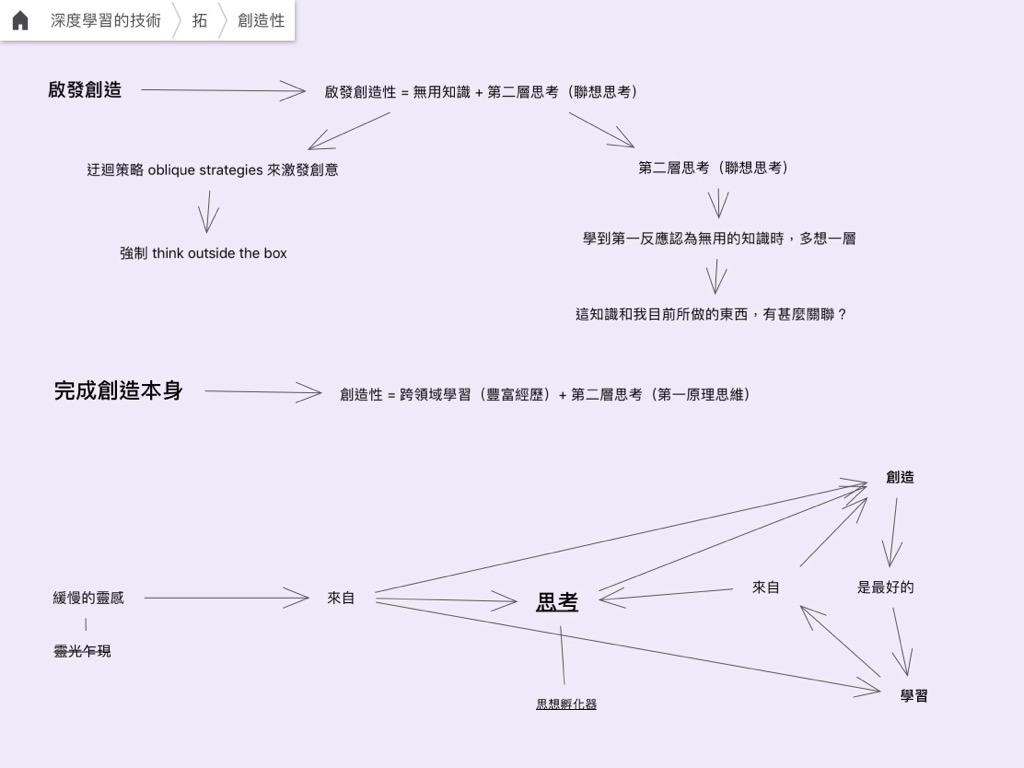 深度學習的技術
拓
創造性
啟發創造
啟發創造性 = 無用知識 + 第二層思考（聯想思考）
迂迴策略 oblique strategies 來激發創意
第二層思考（聯想思考）
強制 think outside the box
學到第一反應認為無用的知識時，多想一層
這知識和我目前所做的東西，有甚麼關聯？
完成創造本身
創造性 = 跨領域學習（豐富經歷）+ 第二層思考（第一原理思維）
創造
緩慢的靈感
來自
思考
來自
是最好的
靈光乍現
思想孵化器
學習